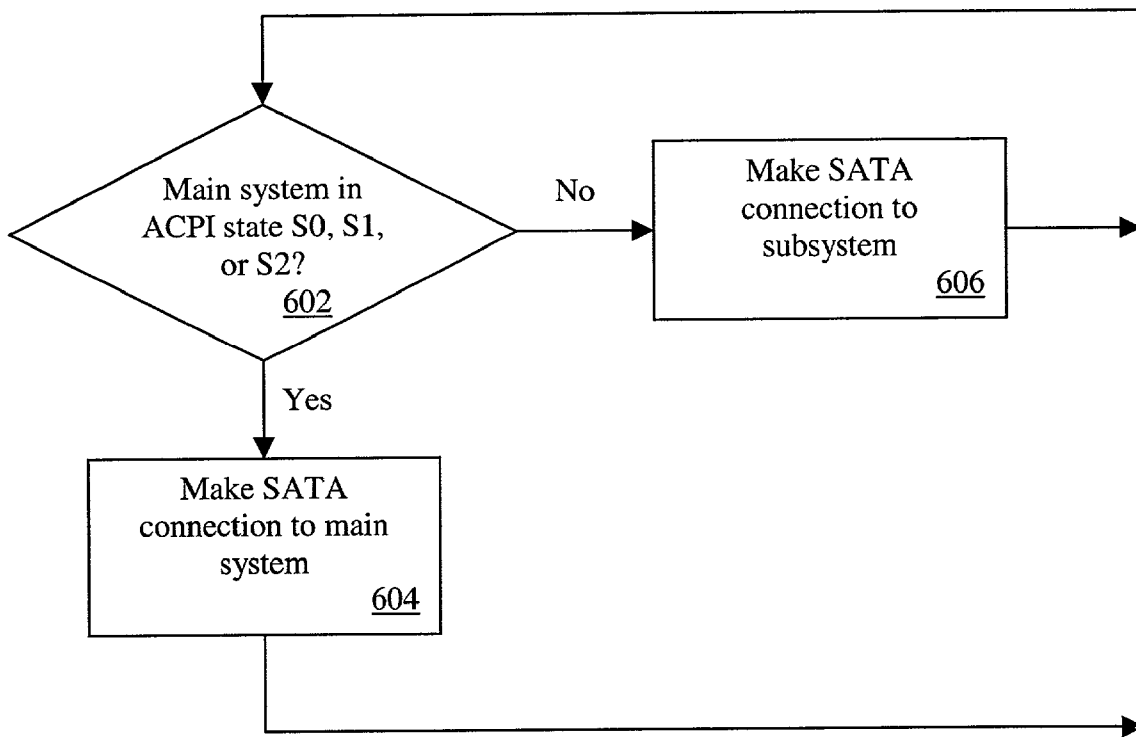 Main system in
ACPI state S0, S1,
or S2?
602
No
Make SATA
connection to
subsystem
606
Yes
Make SATA
connection to main
system
604